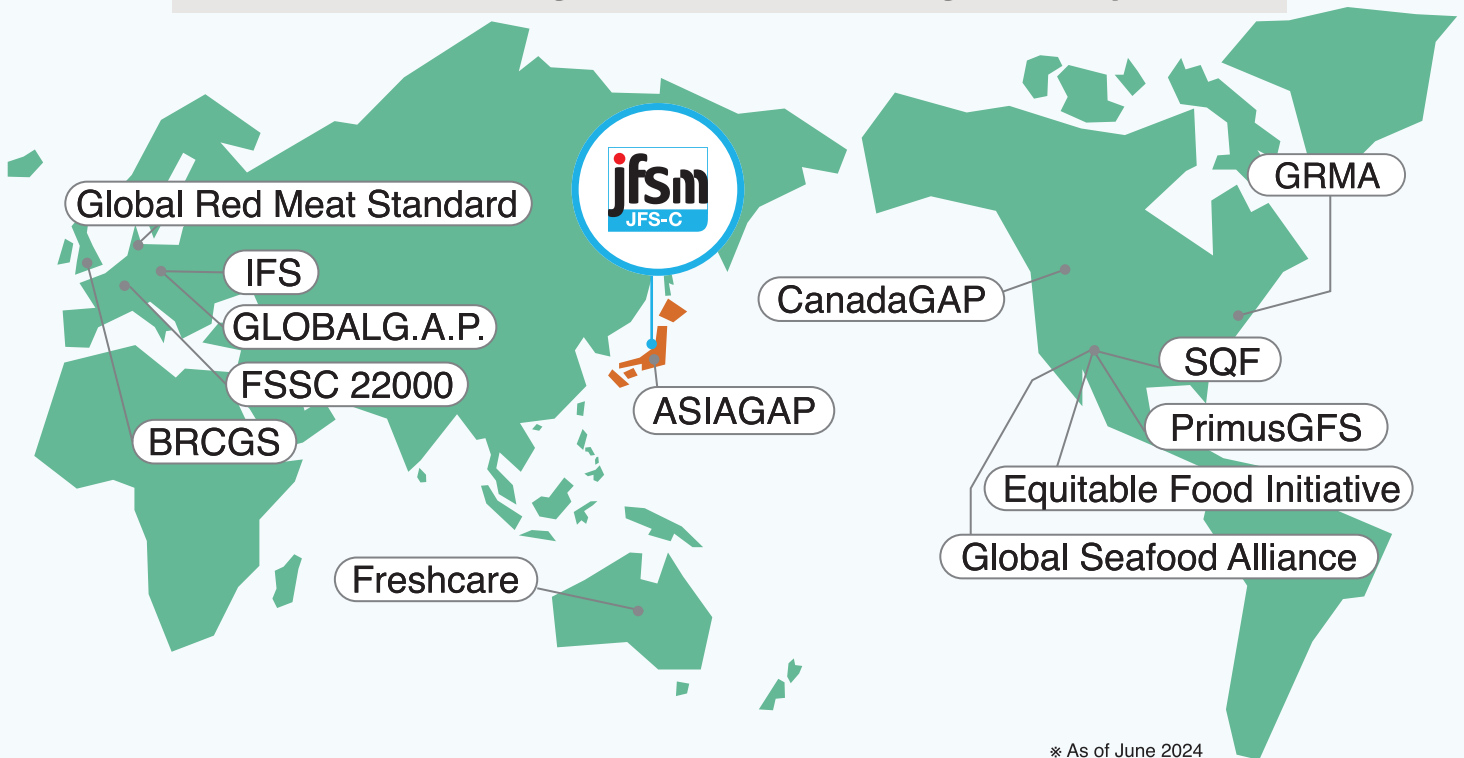 jfsm
JFS-C
GRMA
Global Red Meat Standard
IFS
CanadaGAP
GLOBALG.A.P.
SQF
FSSC 22000
ASIAGAP
PrimusGFS
BRCGS
Equitable Food Initiative
Global Seafood Alliance
Freshcare
※ As of June 2024